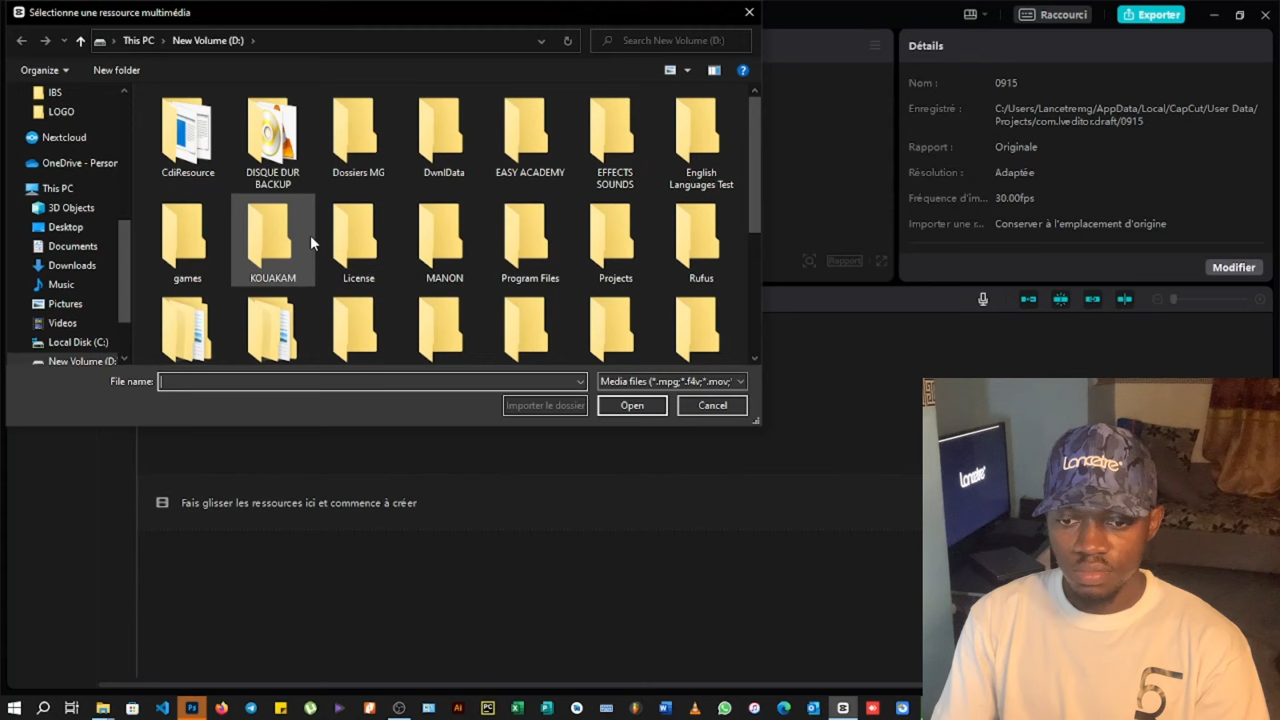 Sélectionne une ressource multimédia
Raccourci
Exporter
This PC
New Volume (D:)
Search New Volume (D:)
Organize
New folder
IBS
LOGO
Nextcloud
OneDrive - Person
This PC
3D Objects
Desktop
Documents
Downloads
Music
Pictures
Videos
Local Disk (C:)
New Volume (D:
CdiResource
DISQUE DUR
BACKUP
Dossiers MG
DwnlData
EASY ACADEMY
EFFECTS
SOUNDS
English
Languages Test
games
KOUAKAM
License
MANON
Program Files
Projects
Rufus
File name:
Media files (*.mpg;*.f4v;*.mov;*
Importer le dossier
Open
Cancel
Détails
Nom :
0915
Enregistré :
C:/Users/Lancetremg/AppData/Local/CapCut/User Data/
Projects/com.lveditor.draft/0915
Rapport :
Originale
Résolution :
Adaptée
Fréquence d'im...
30.00fps
Importer une r...
Conserver à l'emplacement d'origine
Rapport
Modifier
Fais glisser les ressources ici et commence à créer
Lancetre
Lancetre